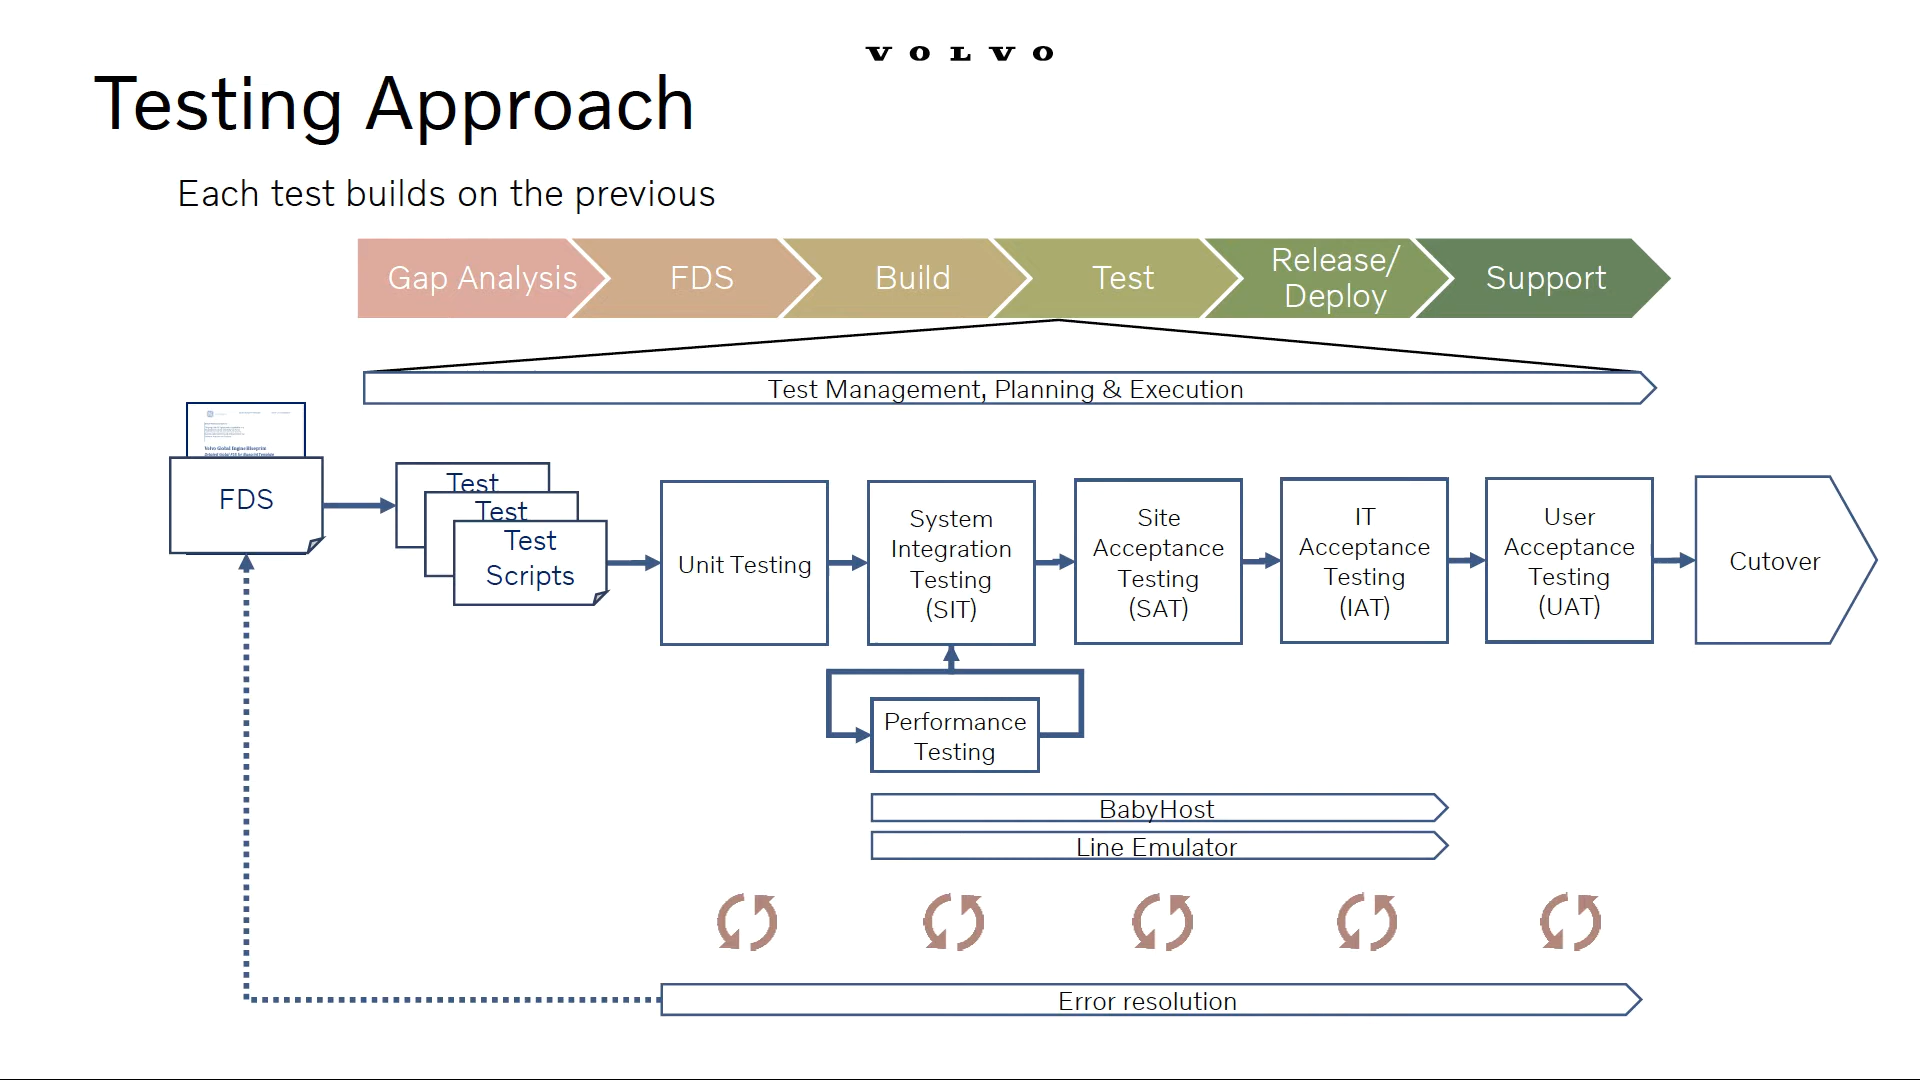 VOLVO
Testing Approach
Each test builds on the previous
Gap Analysis
FDS
Build
Test
Release/
Deploy
Support
Test Management, Planning & Execution
FDS
Test
Test
Test
Scripts
Unit Testing
System
Integration
Testing
(SIT)
Site
Acceptance
Testing
(SAT)
IT
Acceptance
Testing
(IAT)
User
Acceptance
Testing
(UAT)
Cutover
Performance
Testing
BabyHost
Line Emulator
Error resolution